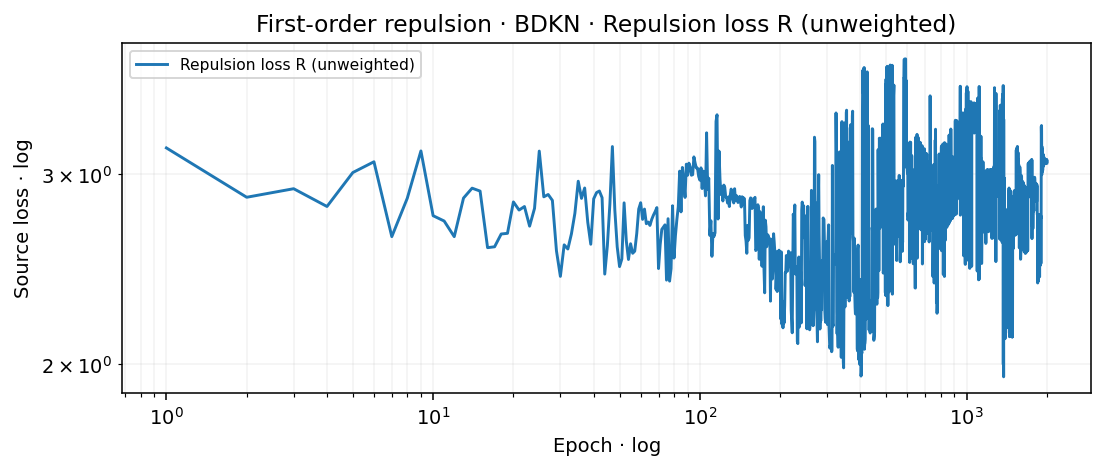 First-order repulsion · BDKN · Repulsion loss R (unweighted)
Repulsion loss R (unweighted)
Source loss · log
3 × 10⁰
2 × 10⁰
10⁰ 10¹ 10² 10³
Epoch · log